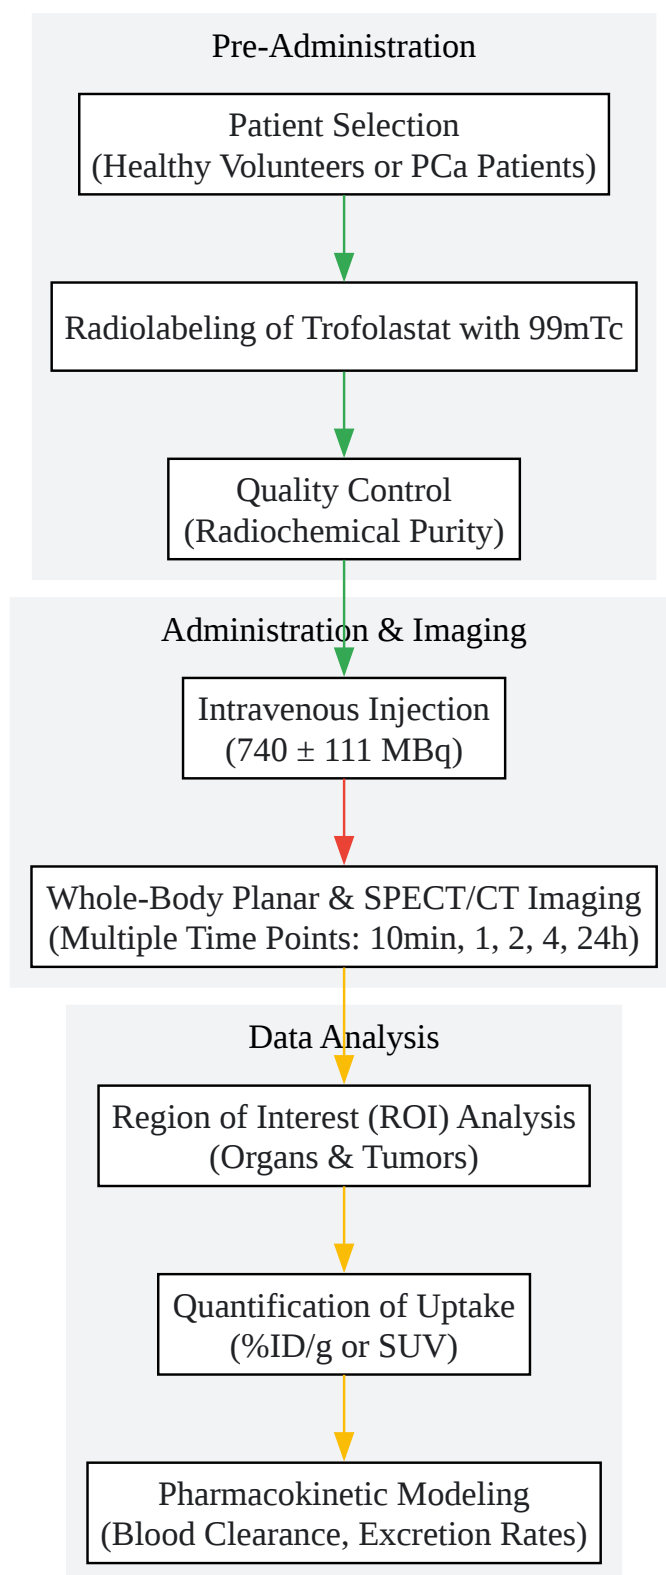 Pre-Administration
Patient Selection
(Healthy Volunteers or PCa Patients)
Radiolabeling of Trofolastat with 99mTc
Quality Control
(Radiochemical Purity)
Administration & Imaging
Intravenous Injection
(740 ± 111 MBq)
Whole-Body Planar & SPECT/CT Imaging
(Multiple Time Points: 10min, 1, 2, 4, 24h)
Data Analysis
Region of Interest (ROI) Analysis
(Organs & Tumors)
Quantification of Uptake
(%ID/g or SUV)
Pharmacokinetic Modeling
(Blood Clearance, Excretion Rates)